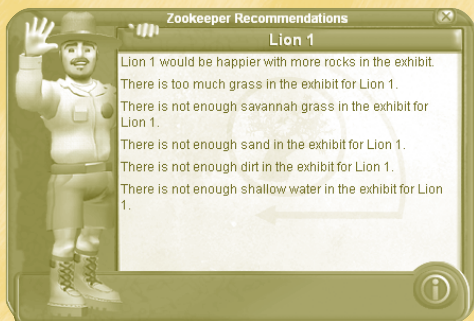 Zookeeper Recommendations
Lion 1
Lion 1 would be happier with more rocks in the exhibit.
There is too much grass in the exhibit for Lion 1.
There is not enough savannah grass in the exhibit for
Lion 1.
There is not enough sand in the exhibit for Lion 1.
There is not enough dirt in the exhibit for Lion 1.
There is not enough shallow water in the exhibit for Lion
1.